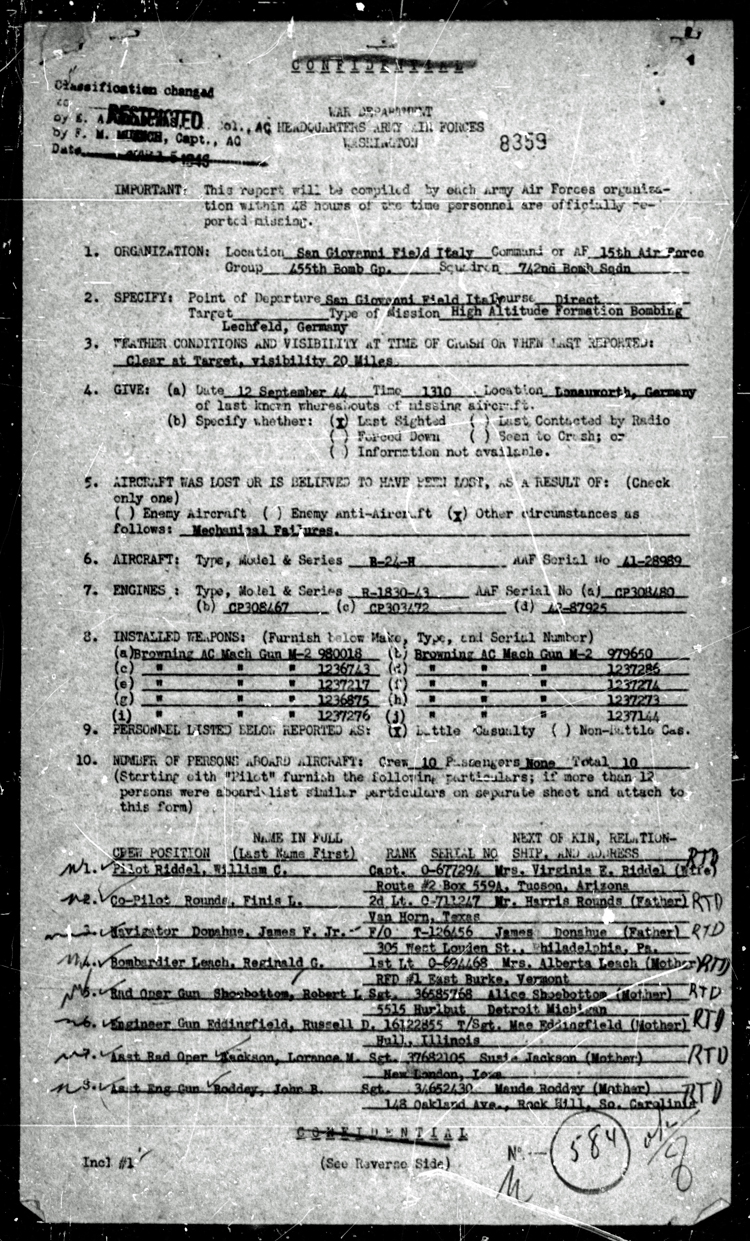 CONFIDENTIAL
Classification changed
RESTRICTED
by E. A. Col., AC
by F. M. MUENCH, Capt., AC
Date
WAR DEPARTMENT
HEADQUARTERS ARMY AIR FORCES
WASHINGTON
8359
IMPORTANT: This report will be compiled by each Army Air Forces organiza-
tion within 48 hours of the time personnel are officially re-
ported missing.
1. ORGANIZATION: Location San Giovanni Field Italy Command or AF 15th Air Force
Group 455th Bomb Gp. Squadron 742nd Bomb Sqdn
2. SPECIFY: Point of Departure San Giovanni Field Italy Course Direct
Target Type of Mission High Altitude Formation Bombing
Lechfeld, Germany
3. WEATHER CONDITIONS AND VISIBILITY AT TIME OF CRASH OR WHEN LAST REPORTED:
Clear at Target, visibility 20 Miles
4. GIVE: (a) Date 12 September 44 Time 1310 Location Lonauworth, Germany
of last known whereabouts of missing aircraft.
(b) Specify whether: (X) Last Sighted ( ) Last Contacted by Radio
( ) Forced Down ( ) Seen to Crash; or
( ) Information not available.
5. AIRCRAFT WAS LOST OR IS BELIEVED TO HAVE BEEN LOST, AS A RESULT OF: (Check
only one)
( ) Enemy Aircraft ( ) Enemy Anti-Aircraft (X) Other circumstances as
follows: Mechanical Failures.
6. AIRCRAFT: Type, Model & Series B-24-H AAF Serial No 41-28989
7. ENGINES : Type, Model & Series R-1830-43 AAF Serial No (a) CP308480
(b) CP308467 (c) CP303472 (d) 42-87925
8. INSTALLED WEAPONS: (Furnish below Make, Type, and Serial Number)
(a) Browning AC Mach Gun M-2 980018 (b) Browning AC Mach Gun M-2 979650
(c) " " " 1236743 (d) " " " 1237286
(e) " " " 1237217 (f) " " " 1237274
(g) " " " 1236875 (h) " " " 1237273
(i) " " " 1237276 (j) " " " 1237144
9. PERSONNEL LISTED BELOW REPORTED AS: (X) Battle Casualty ( ) Non-Battle Cas.
10. NUMBER OF PERSONS ABOARD AIRCRAFT: Crew 10 Passengers None Total 10
(Starting with "Pilot" furnish the following particulars; if more than 12
persons were aboard list similar particulars on separate sheet and attach to
this form)
NAME IN FULL NEXT OF KIN, RELATION-
CREW POSITION (Last Name First) RANK SERIAL NO SHIP, AND ADDRESS
1. Pilot Riddel, William C. Capt. O-677294 Mrs. Virginia E. Riddel (Wife) RTD
Route #2 Box 559A, Tucson, Arizona
2. Co-Pilot Rounds, Finis L. 2d Lt. O-711247 Mr. Harris Rounds (Father) RTD
Van Horn, Texas
3. Navigator Donahue, James F. Jr. F/O T-126456 James Donahue (Father) RTD
305 West Louden St., Philadelphia, Pa.
4. Bombardier Leach, Reginald G. 1st Lt O-694468 Mrs. Alberta Leach (Mother) RTD
RFD #1 East Burke, Vermont
5. Rad Oper Gun Shoebottom, Robert L Sgt. 36585768 Alice Shoebottom (Mother) RTD
5515 Hurlbut Detroit Michigan
6. Engineer Gun Eddingfield, Russell D. 16122855 T/Sgt. Mae Eddingfield (Mother) RTD
Hull, Illinois
7. Asst Rad Oper Jackson, Lorance M. Sgt. 37682105 Susie Jackson (Mother) RTD
New London, Iowa
8. Asst Eng Gun Roddey, John B. Sgt. 34652430 Maude Roddey (Mother) RTD
148 Oakland Ave., Rock Hill, So. Carolina
CONFIDENTIAL
Incl #1 (See Reverse Side) No 584